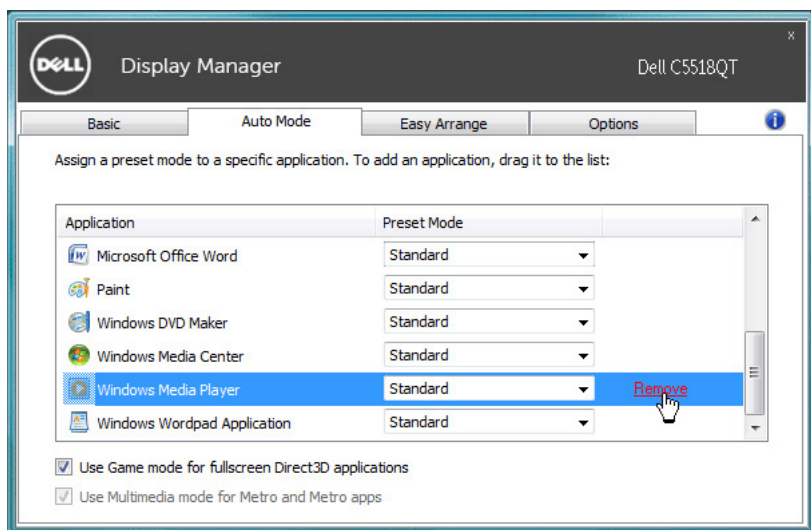 x
DELL Display Manager Dell C5518QT
Basic Auto Mode Easy Arrange Options i
Assign a preset mode to a specific application. To add an application, drag it to the list:
Application Preset Mode
Microsoft Office Word Standard
Paint Standard
Windows DVD Maker Standard
Windows Media Center Standard
Windows Media Player Standard Remove
Windows Wordpad Application Standard
Use Game mode for fullscreen Direct3D applications
Use Multimedia mode for Metro and Metro apps